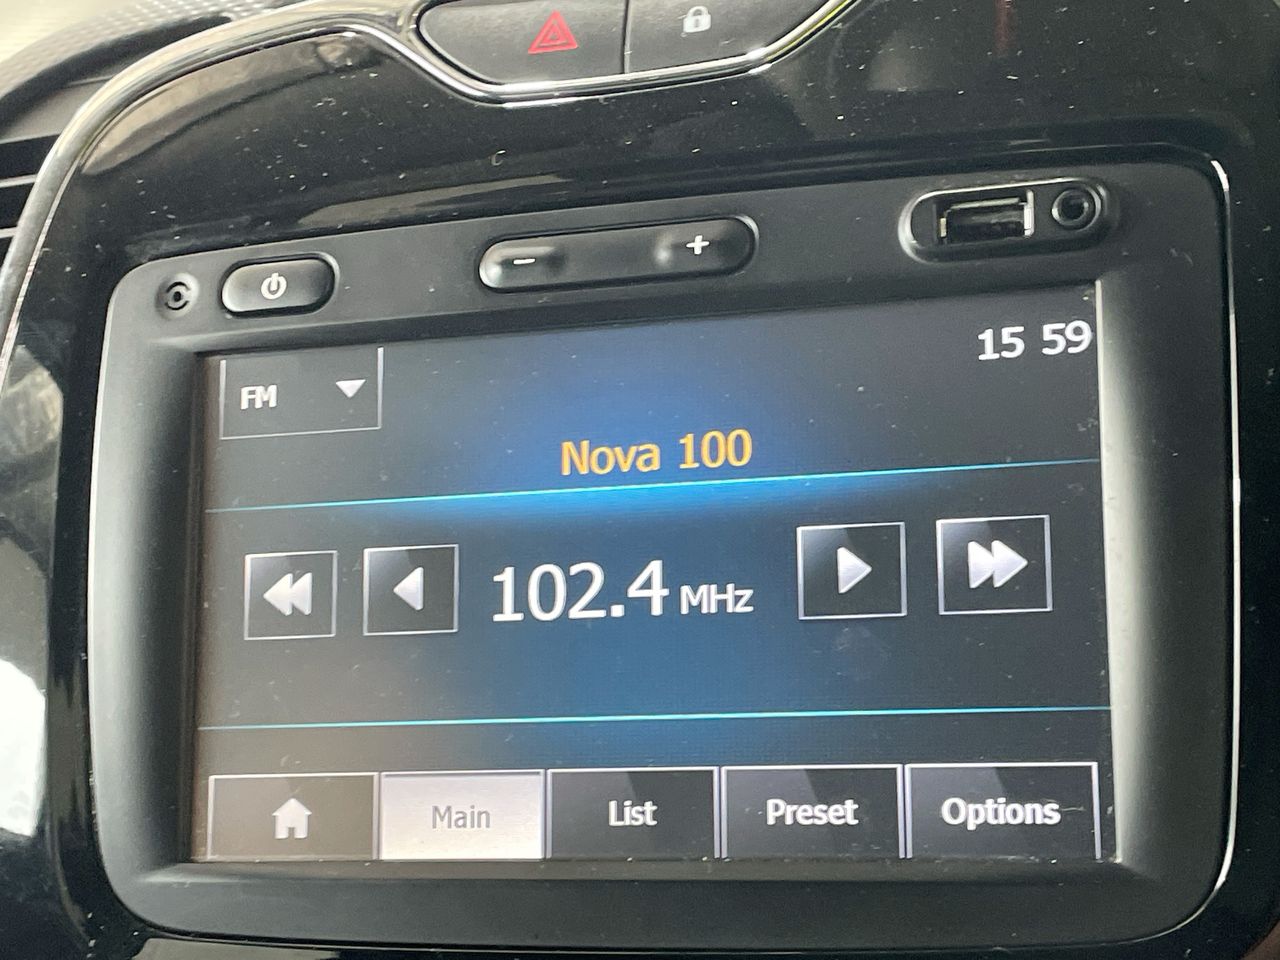 15 59
FM
Nova 100
102.4 MHz
Main
List
Preset
Options